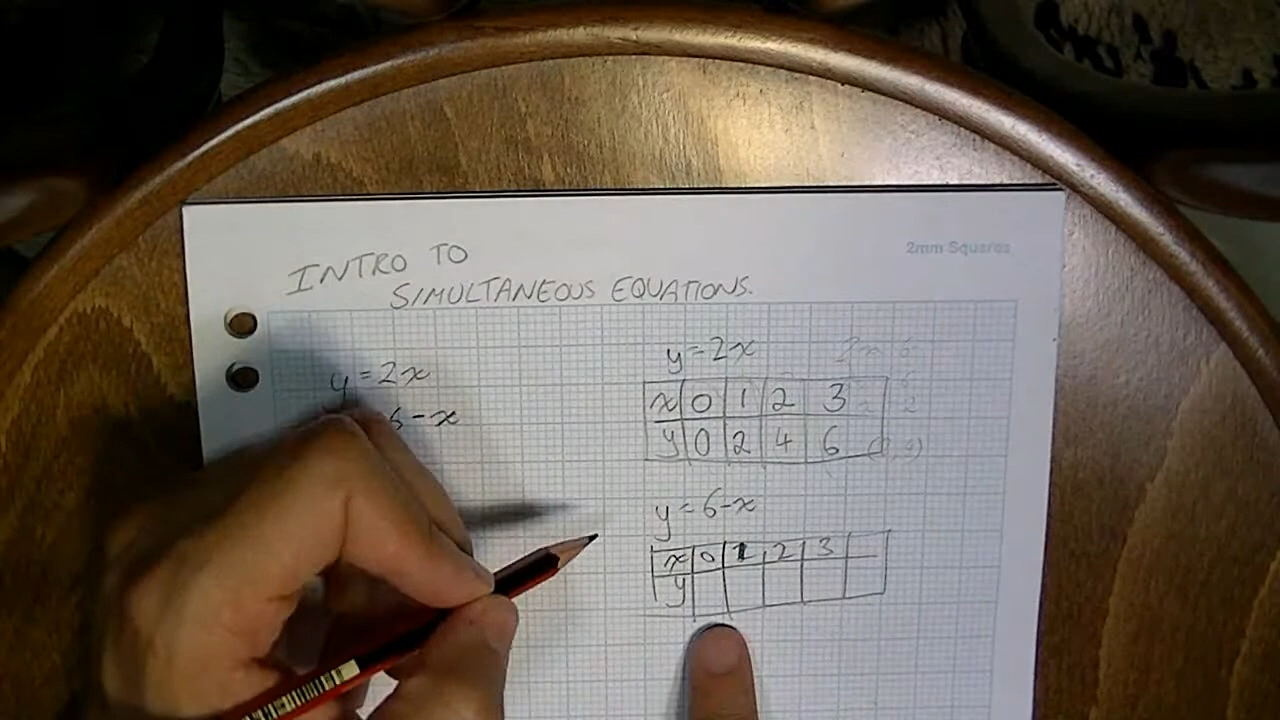 INTRO TO
SIMULTANEOUS EQUATIONS.
2mm Squares
y = 2x
6 - x
y = 2x
x 0 1 2 3
y 0 2 4 6
y = 6 - x
x 0 1 2 3
y